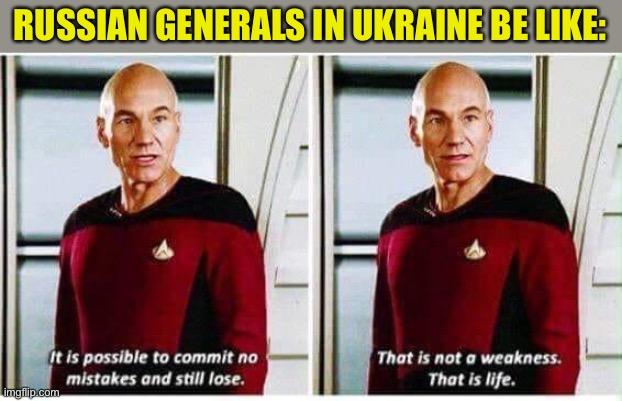 RUSSIAN GENERALS IN UKRAINE BE LIKE:
It is possible to commit no
mistakes and still lose.
That is not a weakness.
That is life.
imgflip.com